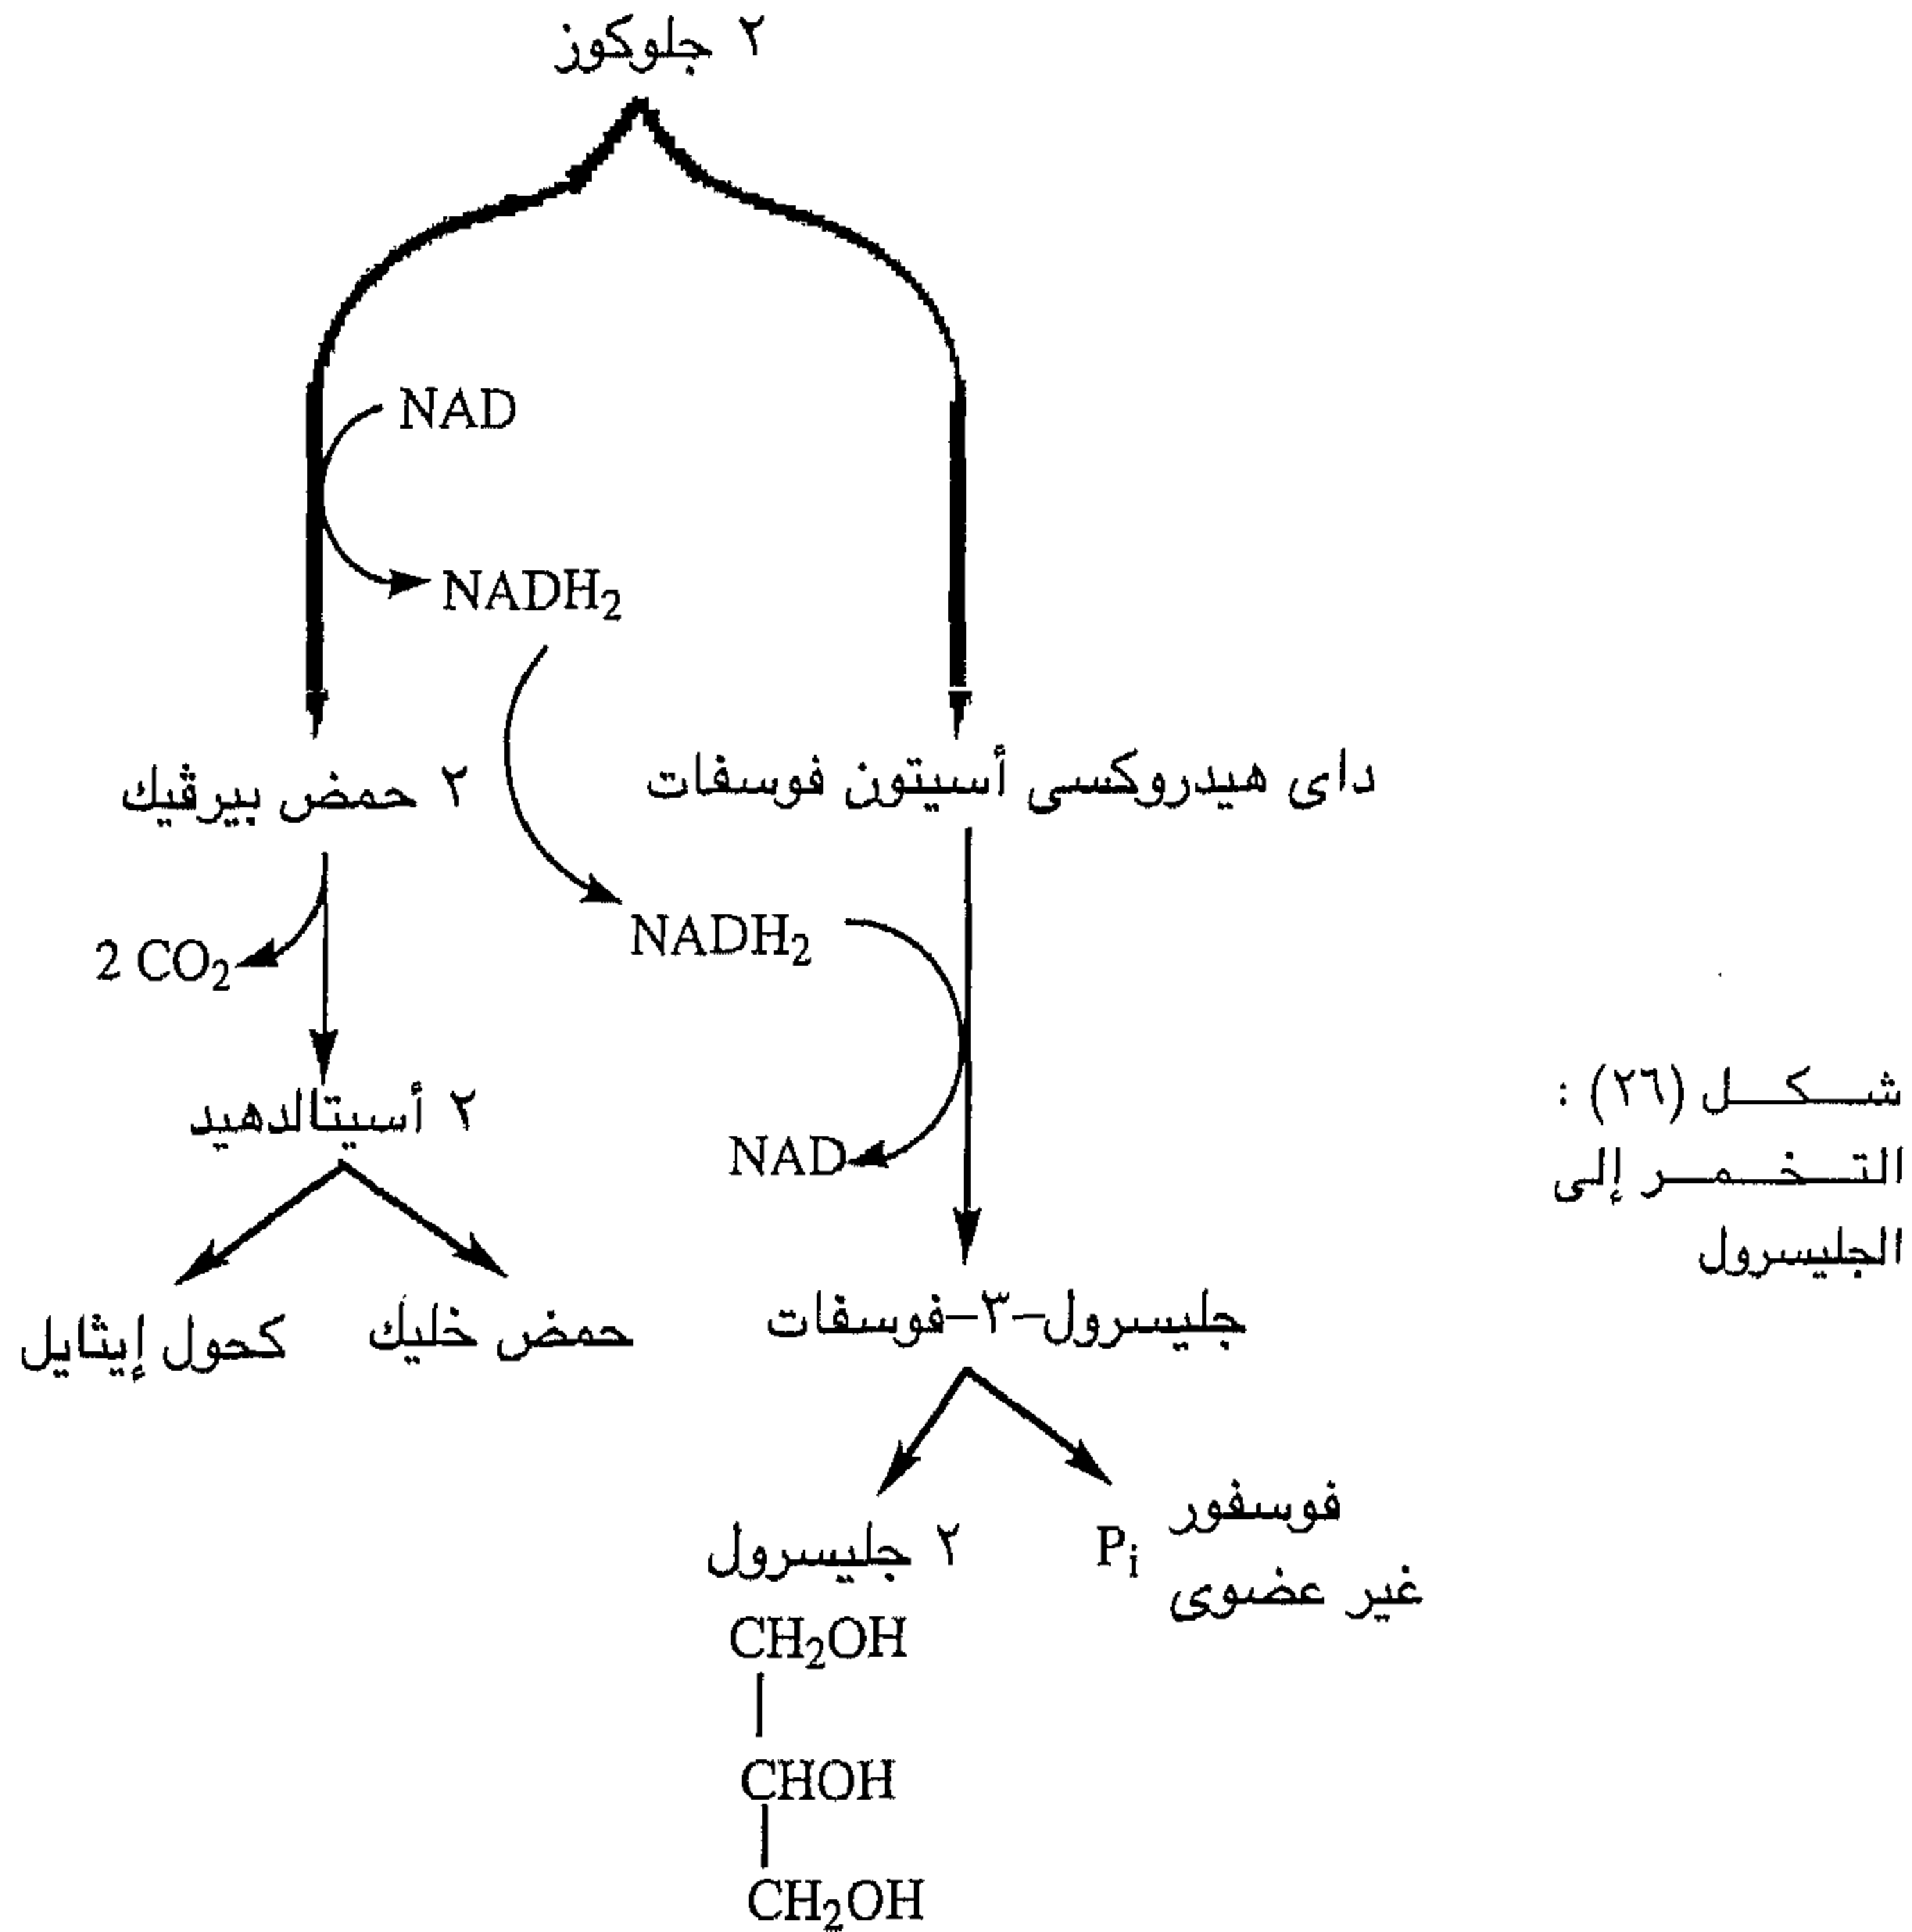 ٢ جلوكوز
NAD
NADH2
٢ حمض بيرڤيك
داى هيدروكسى أسيتون فوسفات
2 CO2
NADH2
٢ أسيتالدهيد
NAD
شكل (٢٦) :
التخمر إلى
الجليسرول
كحول إيثايل
حمض خليك
جليسرول-٣-فوسفات
٢ جليسرول
Pi
فوسفور
غير عضوى
CH2OH
CHOH
CH2OH